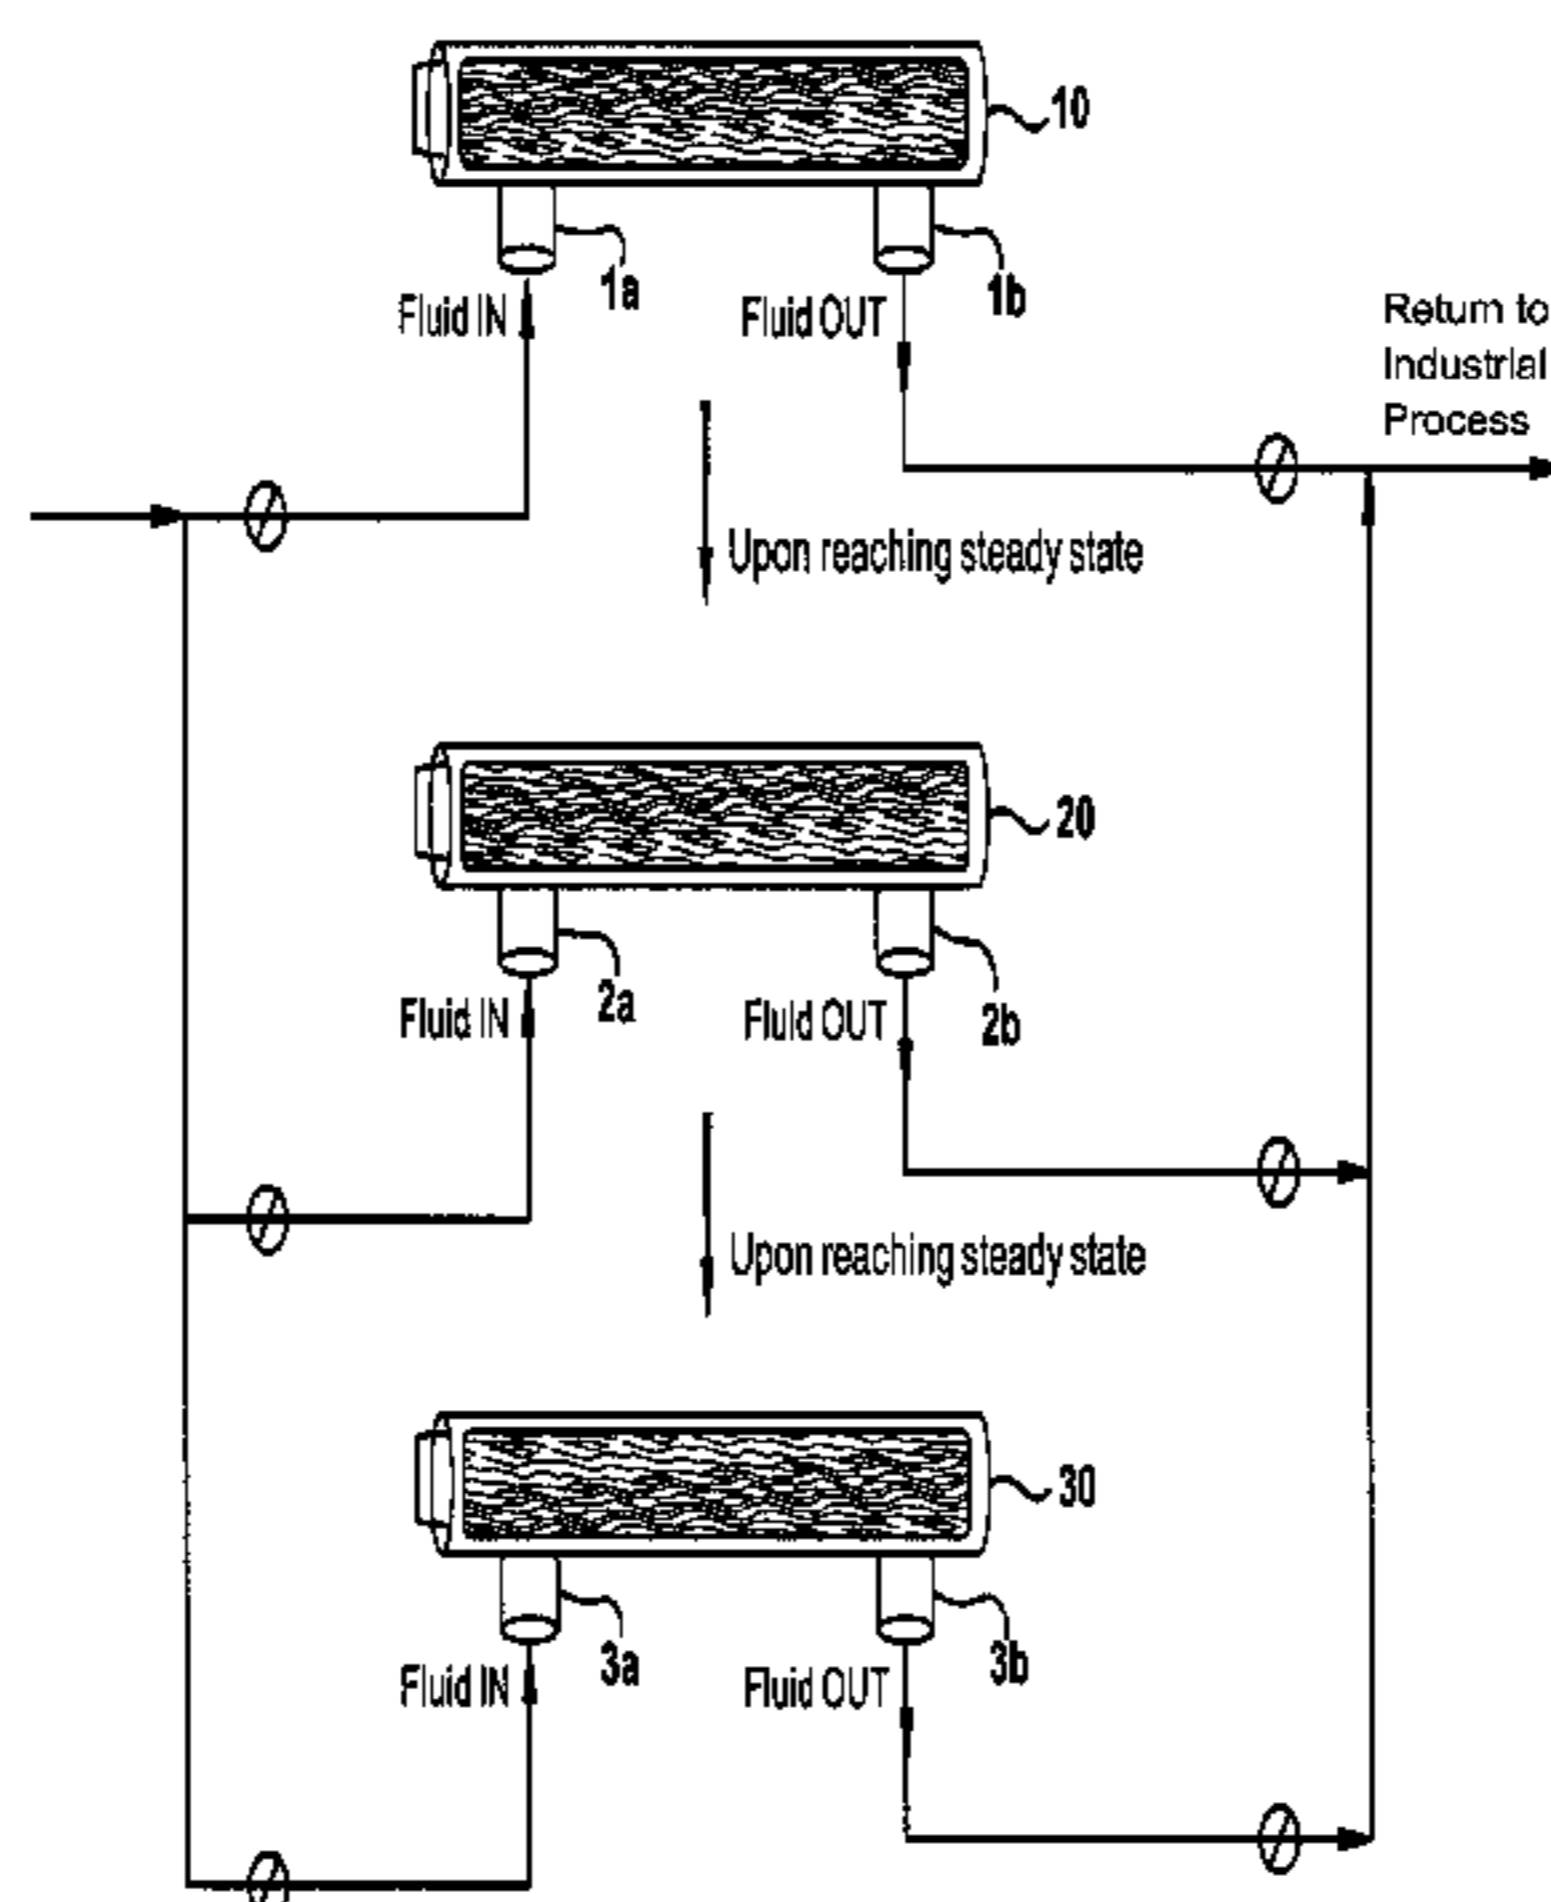 10
1a
1b
Fluid IN
Fluid OUT
Return to
Industrial
Process
Upon reaching steady state
20
2a
2b
Fluid IN
Fluid OUT
Upon reaching steady state
30
3a
3b
Fluid IN
Fluid OUT